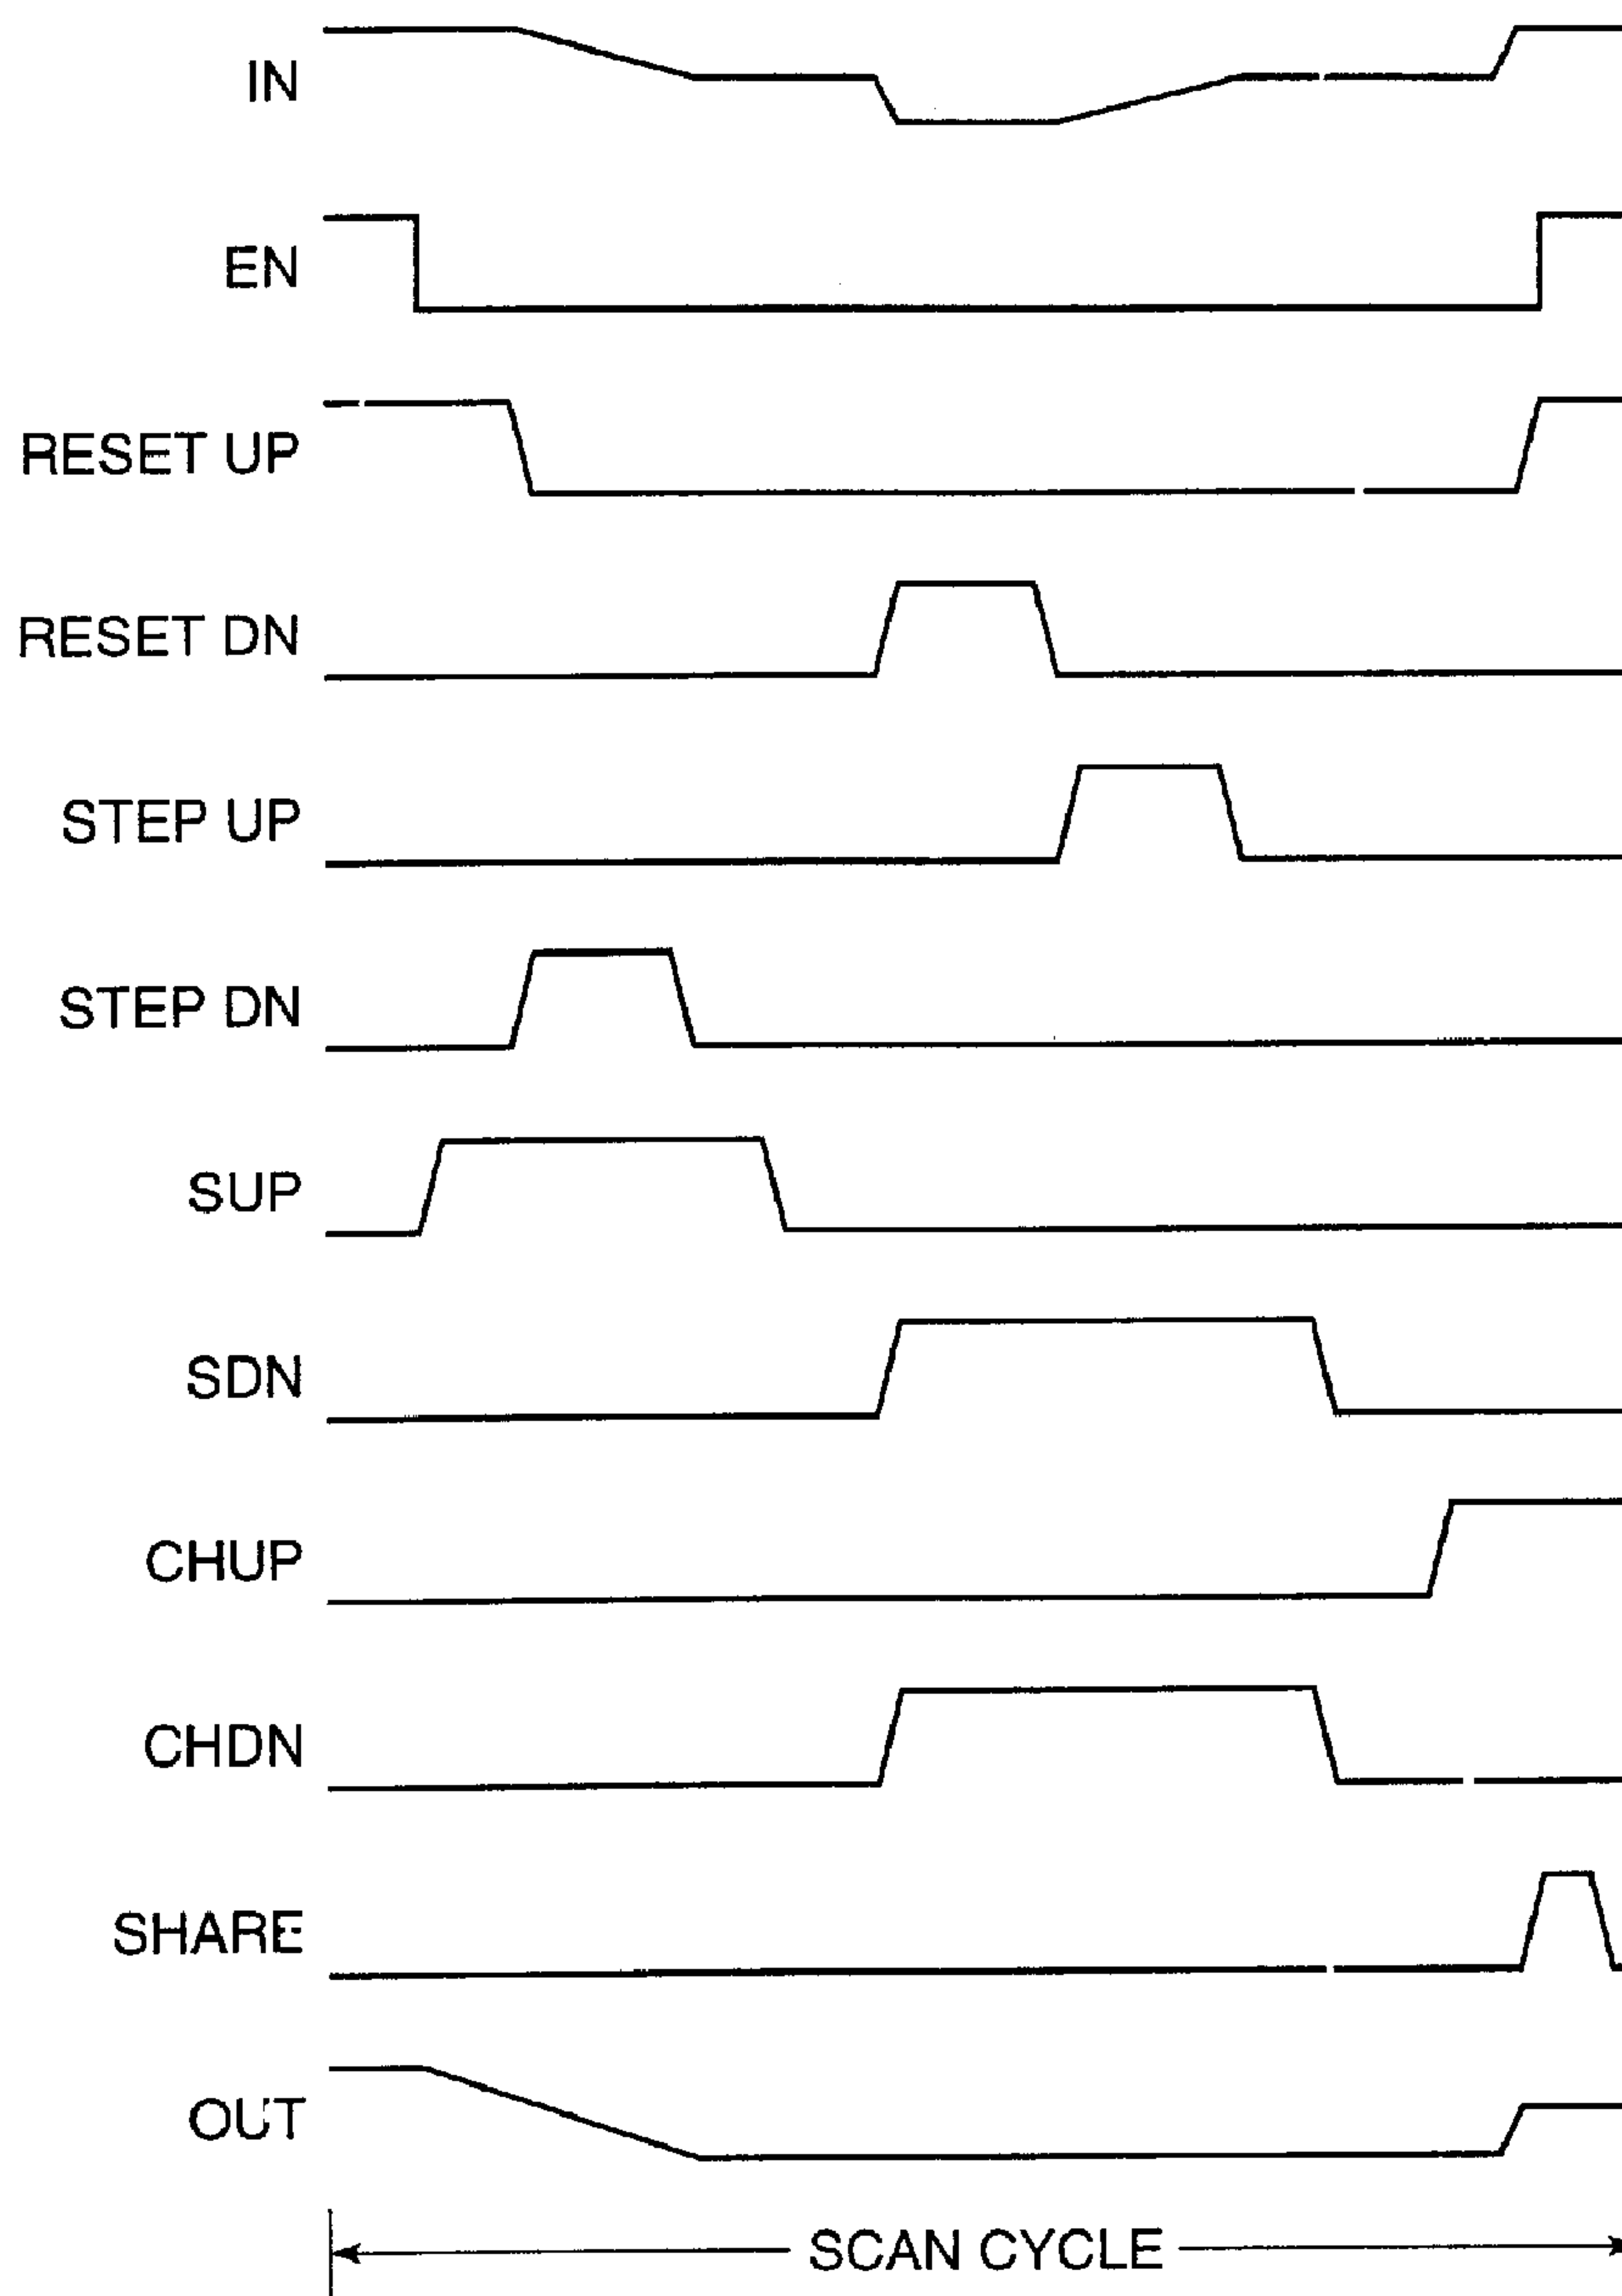 IN
EN
RESET UP
RESET DN
STEP UP
STEP DN
SUP
SDN
CHUP
CHDN
SHARE
OUT
SCAN CYCLE